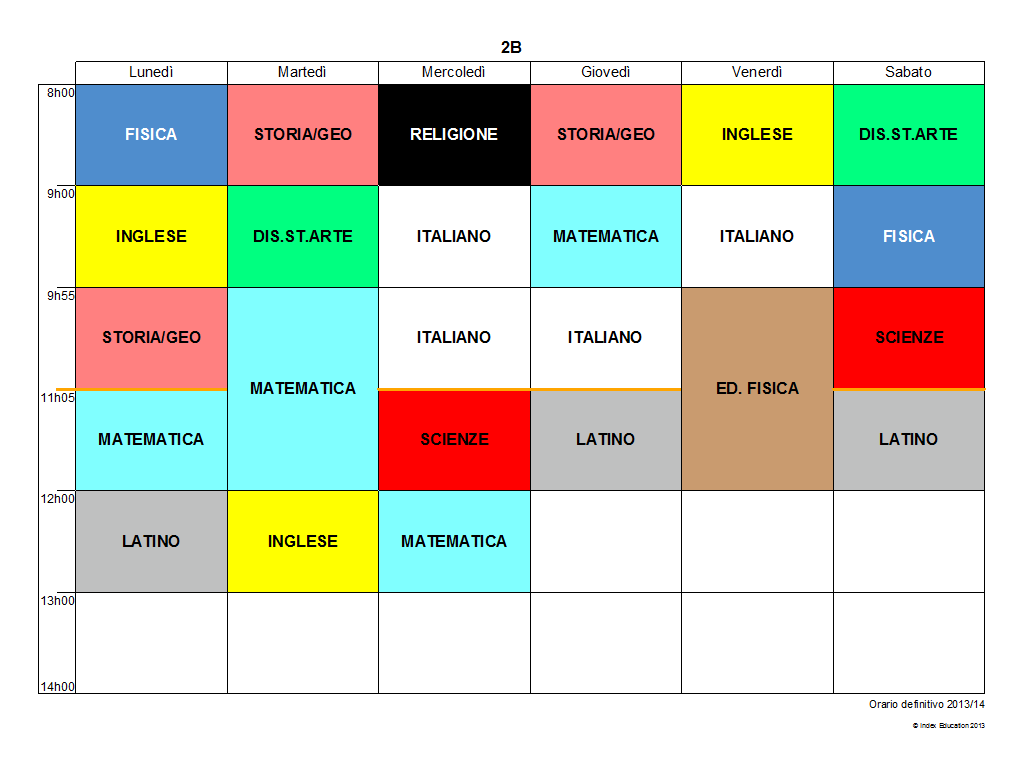 2B
Lunedì Martedì Mercoledì Giovedì Venerdì Sabato
8h00
FISICA STORIA/GEO RELIGIONE STORIA/GEO INGLESE DIS.ST.ARTE
9h00
INGLESE DIS.ST.ARTE ITALIANO MATEMATICA ITALIANO FISICA
9h55
STORIA/GEO ITALIANO ITALIANO SCIENZE
MATEMATICA ED. FISICA
11h05
MATEMATICA SCIENZE LATINO LATINO
12h00
LATINO INGLESE MATEMATICA
13h00
14h00
Orario definitivo 2013/14
© Index Education 2013